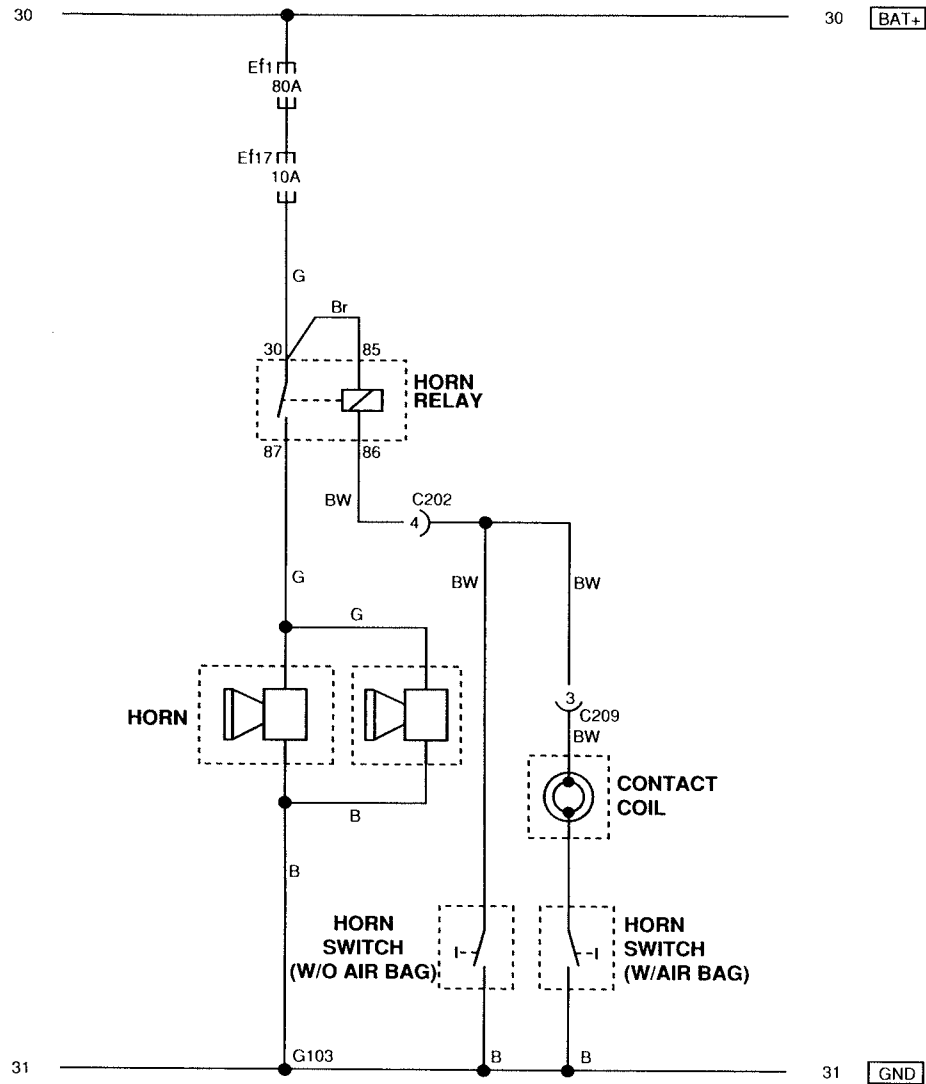 30
30
BAT+
Ef1
80A
Ef17
10A
G
Br
30
85
HORN
RELAY
87
86
BW
C202
4
BW
BW
G
G
3
C209
BW
HORN
CONTACT
COIL
B
B
HORN
SWITCH
(W/O AIR BAG)
HORN
SWITCH
(W/AIR BAG)
G103
B
B
31
31
GND